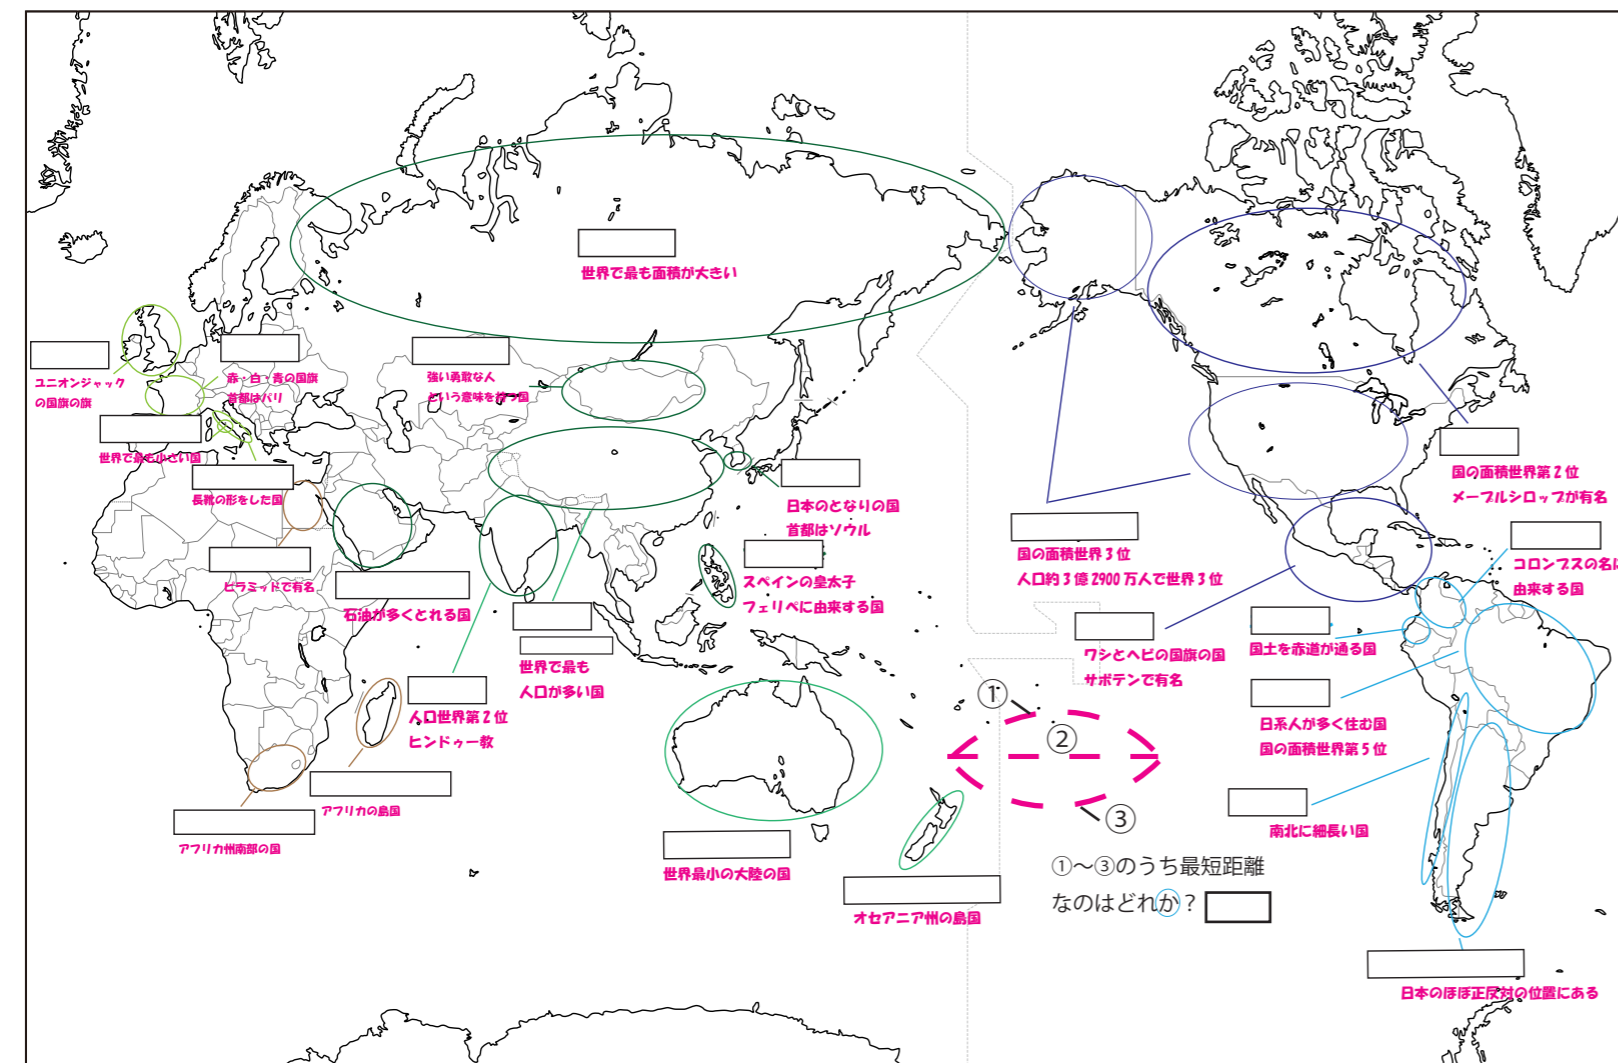 世界で最も面積が大きい
ユニオンジャック
の国旗の旗
赤・白・青の国旗
首都はパリ
強い勇敢な人
という意味を持つ国
世界で最も小さい国
長靴の形をした国
日本のとなりの国
首都はソウル
国の面積世界第2位
メープルシロップが有名
国の面積世界3位
人口約3億2900万人で世界3位
コロンブスの名に
由来する国
ピラミッドで有名
石油が多くとれる国
スペインの皇太子
フェリペに由来する国
世界で最も
人口が多い国
ワシとヘビの国旗の国
サボテンで有名
国土を赤道が通る国
人口世界第2位
ヒンドゥー教
日系人が多く住む国
国の面積世界第5位
①
②
③
アフリカの島国
アフリカ州南部の国
世界最小の大陸の国
オセアニア州の島国
①～③のうち最短距離
なのはどれか？
南北に細長い国
日本のほぼ正反対の位置にある